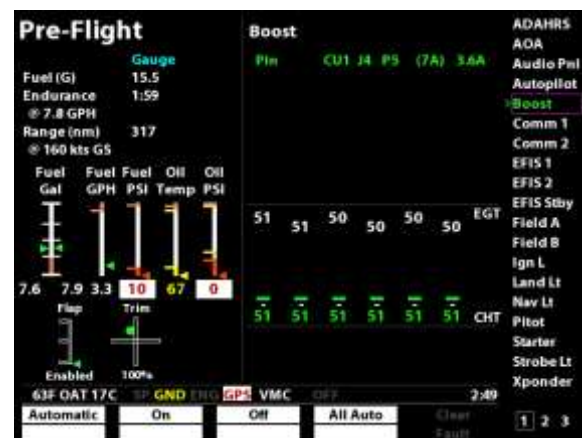 Pre-Flight
Gauge
Fuel (G) 15.5
Endurance 1:59
@ 7.8 GPH
Range (nm) 317
@ 160 kts GS
Fuel Fuel Fuel Oil Oil
Gal GPH PSI Temp PSI
7.6 7.9 3.3 10 67 0
Flap Trim
Enabled 100%
Boost
Pin CU1 J4 P5 (7A) 3.6A
51 51 50 50 50 50 EGT
51 51 51 51 51 51 CHT
63F OAT 17C SP GND ENG GPS VMC OFF 2:49
Automatic On Off All Auto Clear
Fault
ADAHRS
AOA
Audio Pnl
Autopilot
Boost
Comm 1
Comm 2
EFIS 1
EFIS 2
EFIS Stby
Field A
Field B
Ign L
Land Lt
Nav Lt
Pitot
Starter
Strobe Lt
Xponder
1 2 3